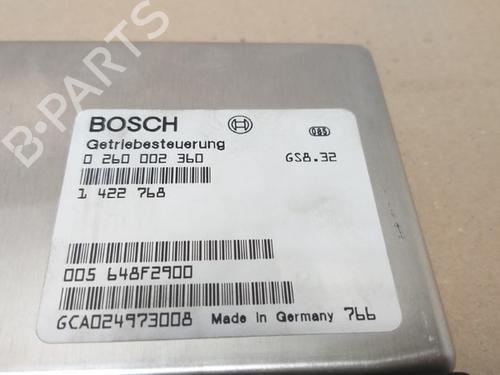 B-PARTS
BOSCH
Getriebesteuerung
0 260 002 360 GS8.32
1 422 768
005 648F2900
GCA024973008 Made in Germany 766